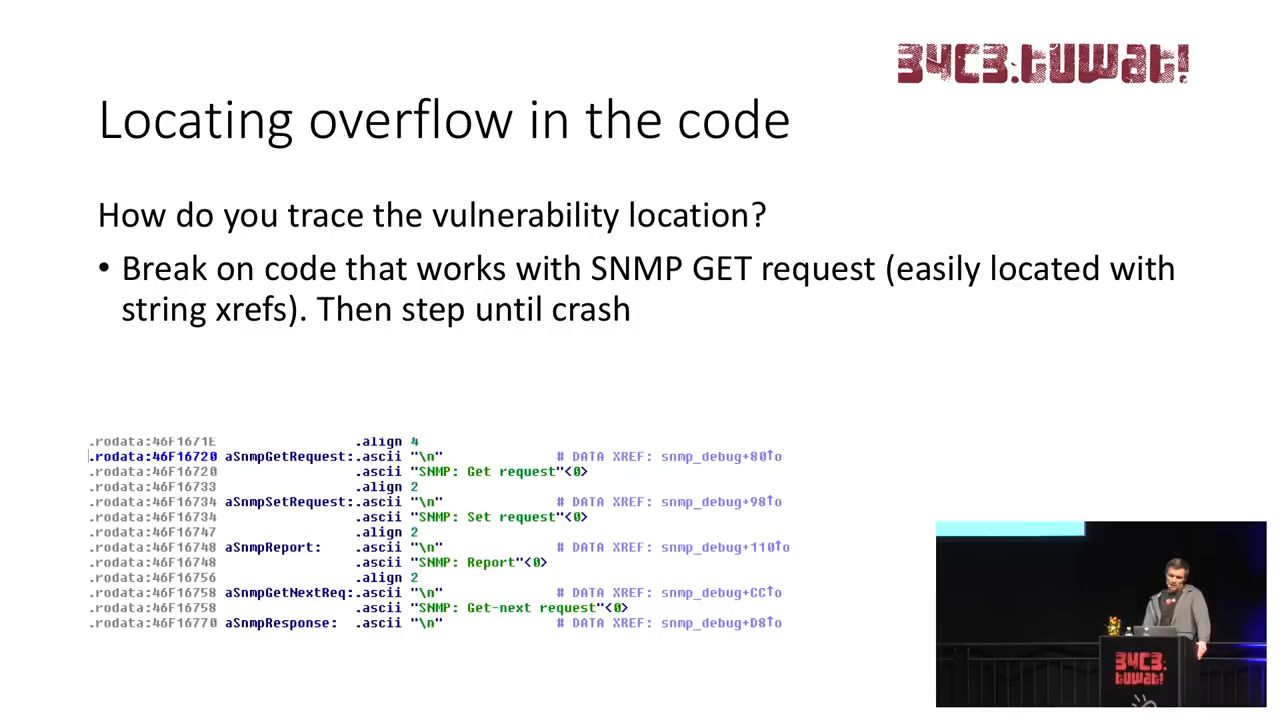 34C3.tuwat!
Locating overflow in the code
How do you trace the vulnerability location?
• Break on code that works with SNMP GET request (easily located with
string xrefs). Then step until crash
.rodata:46F1671E .align 4
.rodata:46F16720 aSnmpGetRequest:.ascii "\n" # DATA XREF: snmp_debug+80↑o
.rodata:46F16720 .ascii "SNMP: Get request"<0>
.rodata:46F16733 .align 2
.rodata:46F16734 aSnmpSetRequest:.ascii "\n" # DATA XREF: snmp_debug+98↑o
.rodata:46F16734 .ascii "SNMP: Set request"<0>
.rodata:46F16747 .align 2
.rodata:46F16748 aSnmpReport: .ascii "\n" # DATA XREF: snmp_debug+110↑o
.rodata:46F16748 .ascii "SNMP: Report"<0>
.rodata:46F16756 .align 2
.rodata:46F16758 aSnmpGetNextReq:.ascii "\n" # DATA XREF: snmp_debug+CC↑o
.rodata:46F16758 .ascii "SNMP: Get-next request"<0>
.rodata:46F16770 aSnmpResponse: .ascii "\n" # DATA XREF: snmp_debug+D8↑o
34C3.
tuwat!